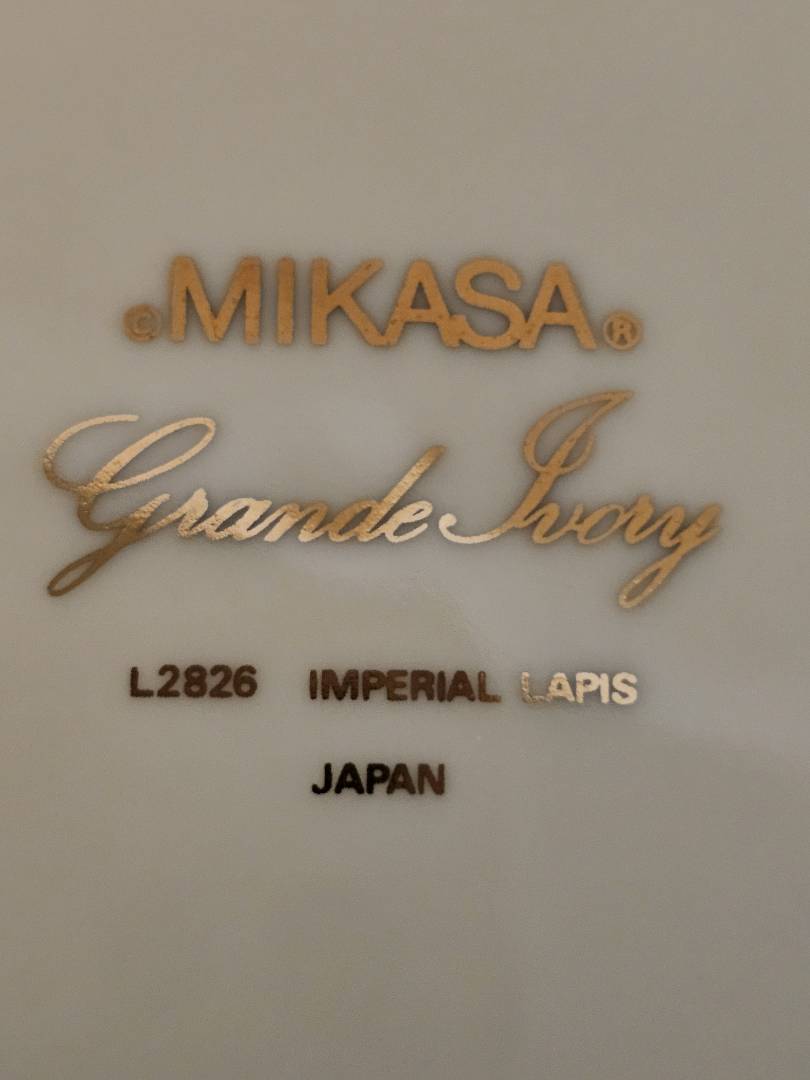 ©MIKASA®
Grande Ivory
L2826 IMPERIAL LAPIS
JAPAN